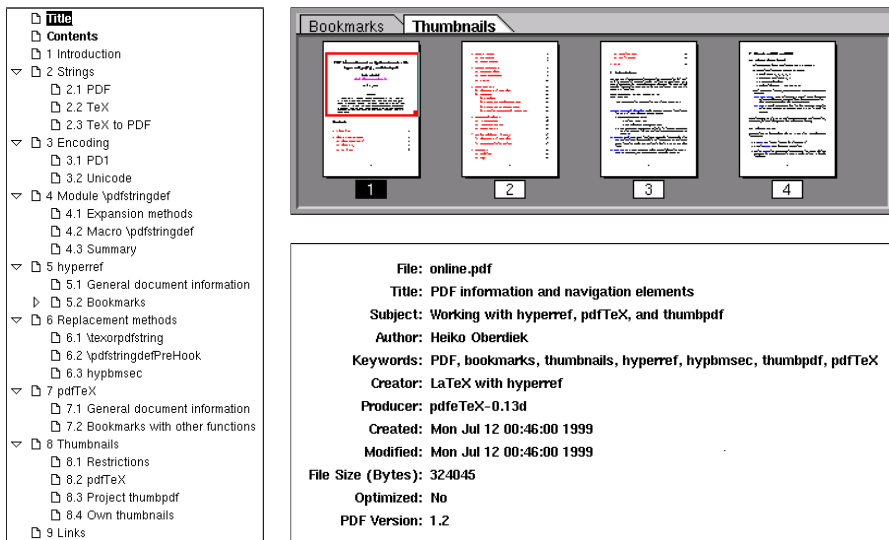 Title
Contents
1 Introduction
2 Strings
2.1 PDF
2.2 TeX
2.3 TeX to PDF
3 Encoding
3.1 PD1
3.2 Unicode
4 Module \pdfstringdef
4.1 Expansion methods
4.2 Macro \pdfstringdef
4.3 Summary
5 hyperref
5.1 General document information
5.2 Bookmarks
6 Replacement methods
6.1 \texorpdfstring
6.2 \pdfstringdefPreHook
6.3 hypbmsec
7 pdfTeX
7.1 General document information
7.2 Bookmarks with other functions
8 Thumbnails
8.1 Restrictions
8.2 pdfTeX
8.3 Project thumbpdf
8.4 Own thumbnails
9 Links
Bookmarks Thumbnails
1 2 3 4
File: online.pdf
Title: PDF information and navigation elements
Subject: Working with hyperref, pdfTeX, and thumbpdf
Author: Heiko Oberdiek
Keywords: PDF, bookmarks, thumbnails, hyperref, hypbmsec, thumbpdf, pdfTeX
Creator: LaTeX with hyperref
Producer: pdfeTeX-0.13d
Created: Mon Jul 12 00:46:00 1999
Modified: Mon Jul 12 00:46:00 1999
File Size (Bytes): 324045
Optimized: No
PDF Version: 1.2